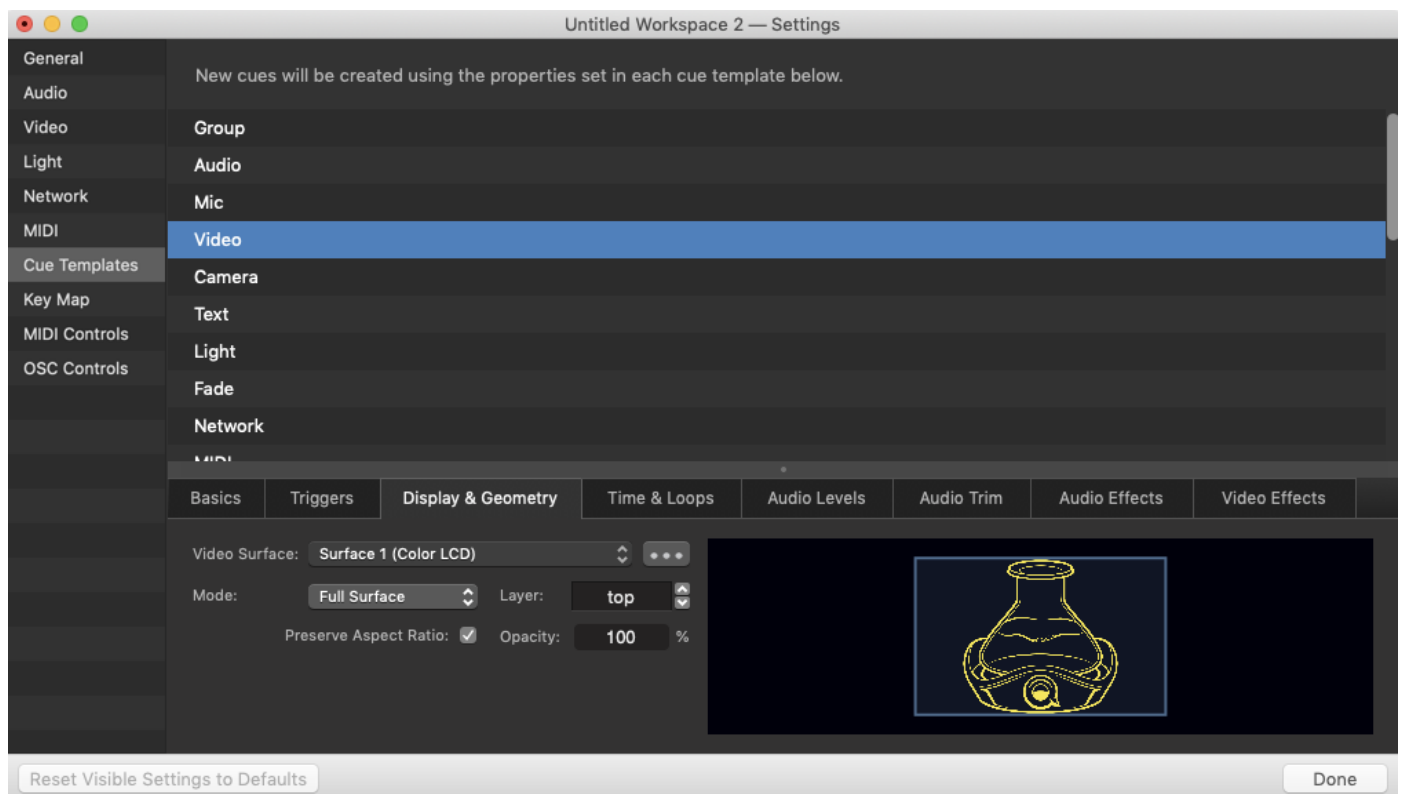 Untitled Workspace 2 — Settings
General
Audio
Video
Light
Network
MIDI
Cue Templates
Key Map
MIDI Controls
OSC Controls
New cues will be created using the properties set in each cue template below.
Group
Audio
Mic
Video
Camera
Text
Light
Fade
Network
MIDI
Basics Triggers Display & Geometry Time & Loops Audio Levels Audio Trim Audio Effects Video Effects
Video Surface: Surface 1 (Color LCD)
Mode: Full Surface Layer: top
Preserve Aspect Ratio: Opacity: 100 %
Reset Visible Settings to Defaults Done